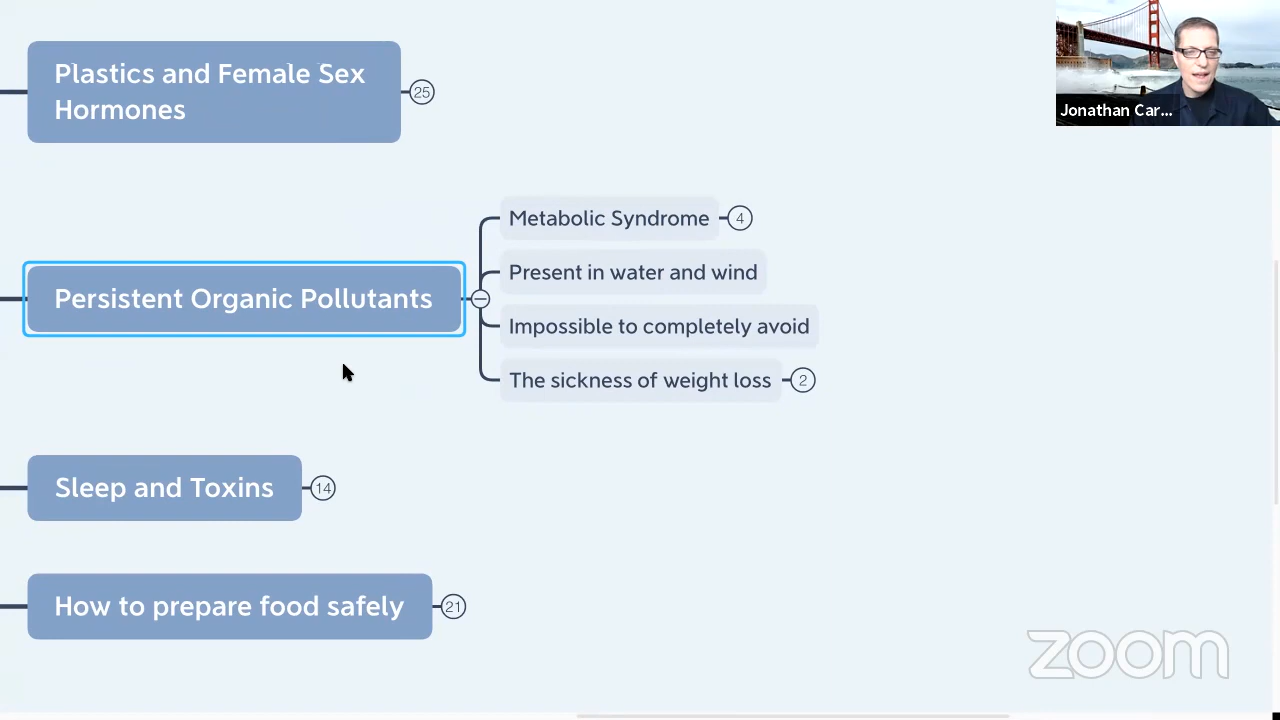 Plastics and Female Sex
Hormones
25
Jonathan Car...
Metabolic Syndrome
4
Present in water and wind
Persistent Organic Pollutants
Impossible to completely avoid
The sickness of weight loss
2
Sleep and Toxins
14
How to prepare food safely
21
zoom